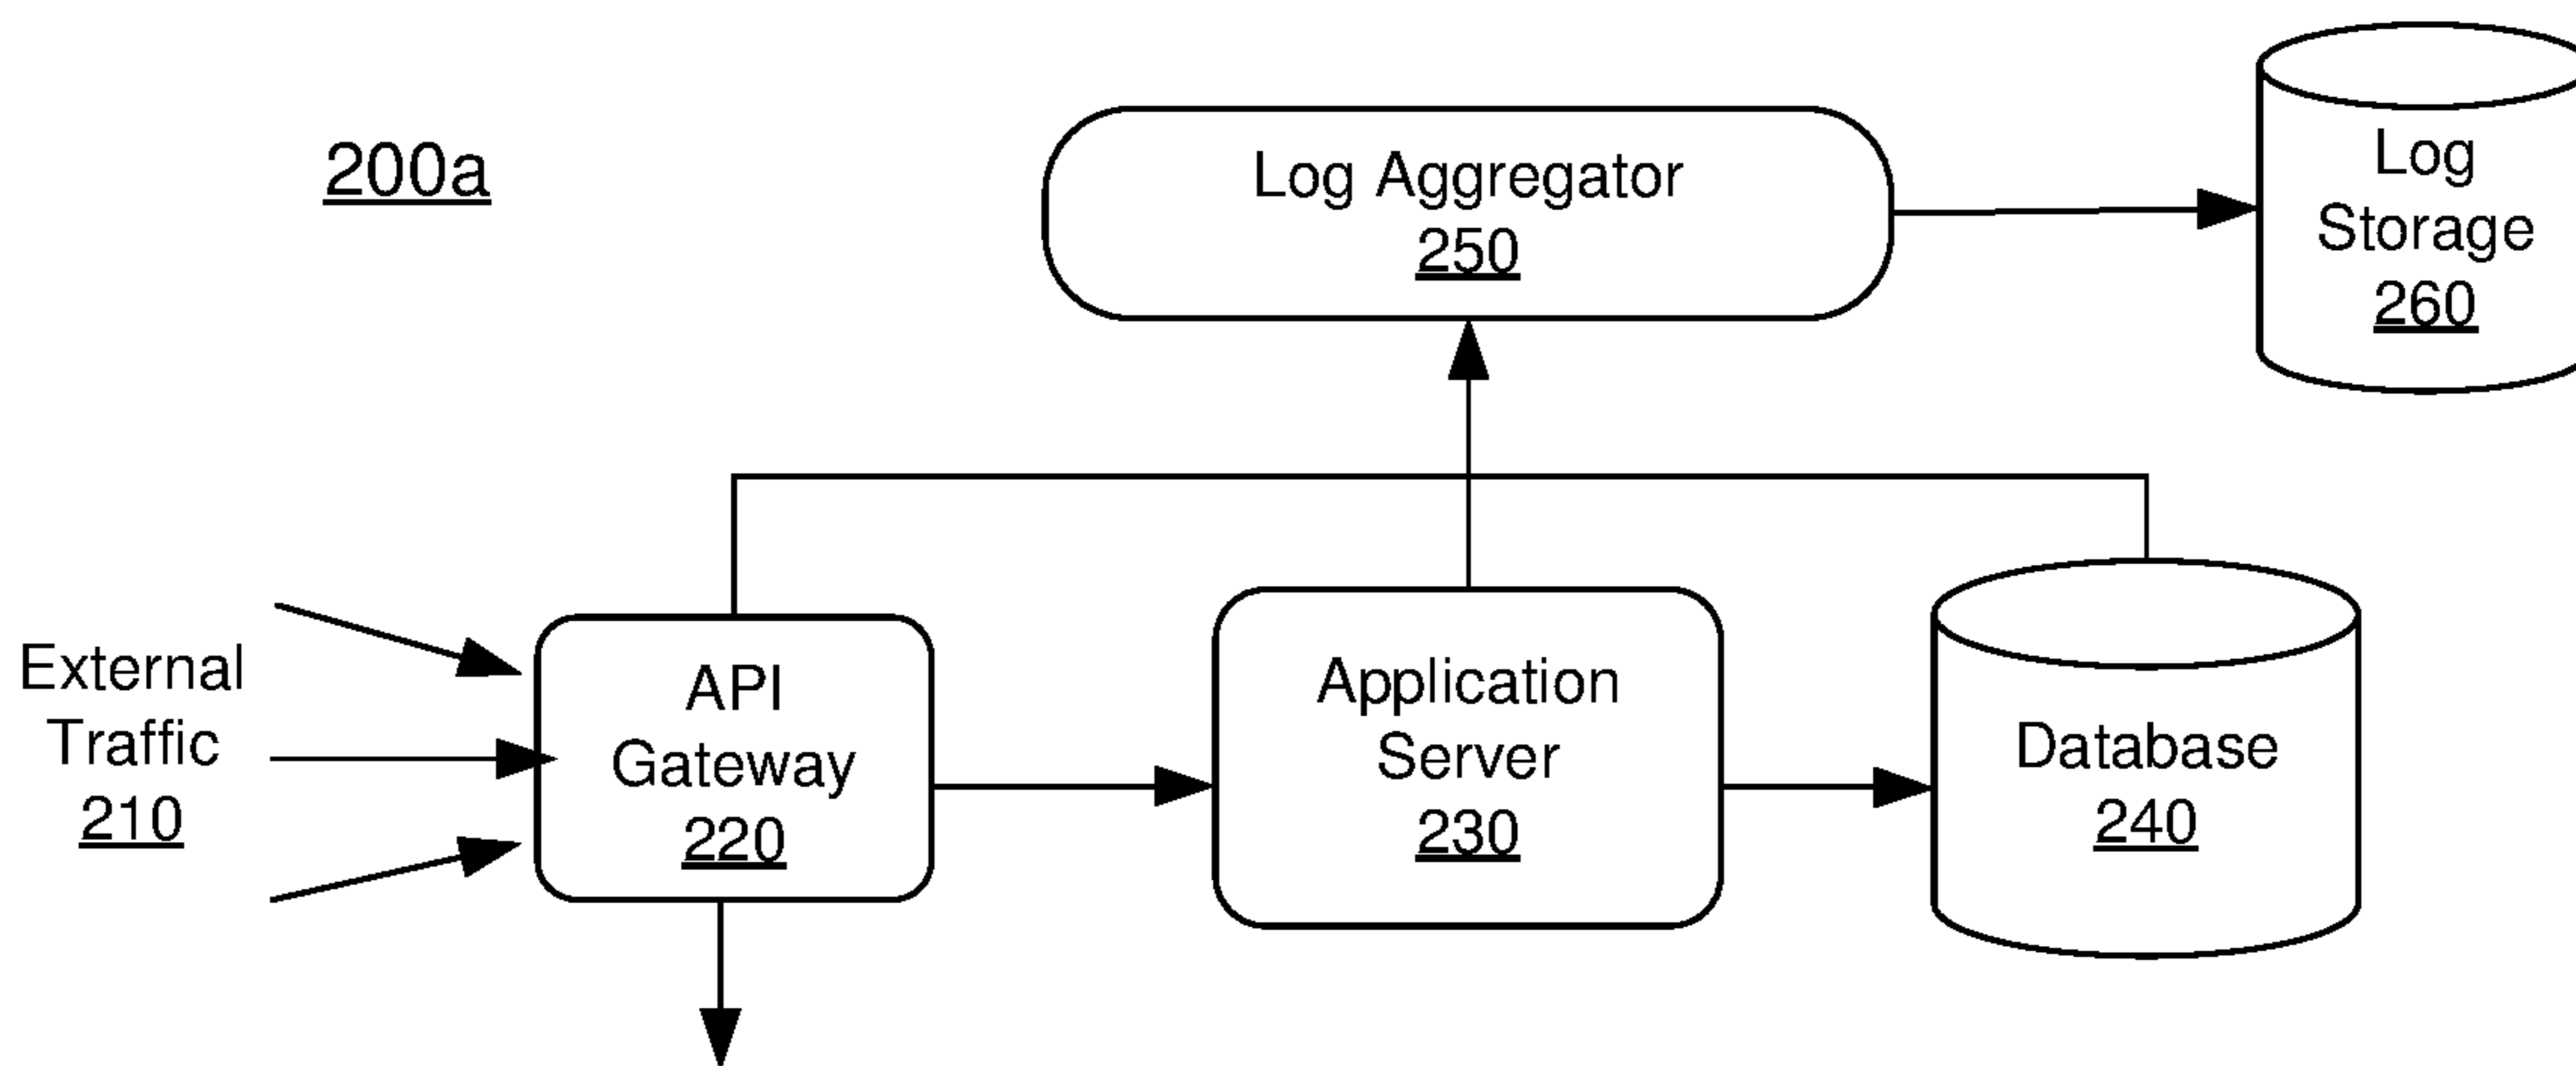 200a
Log Aggregator
250
Log
Storage
260
External
Traffic
210
API
Gateway
220
Application
Server
230
Database
240